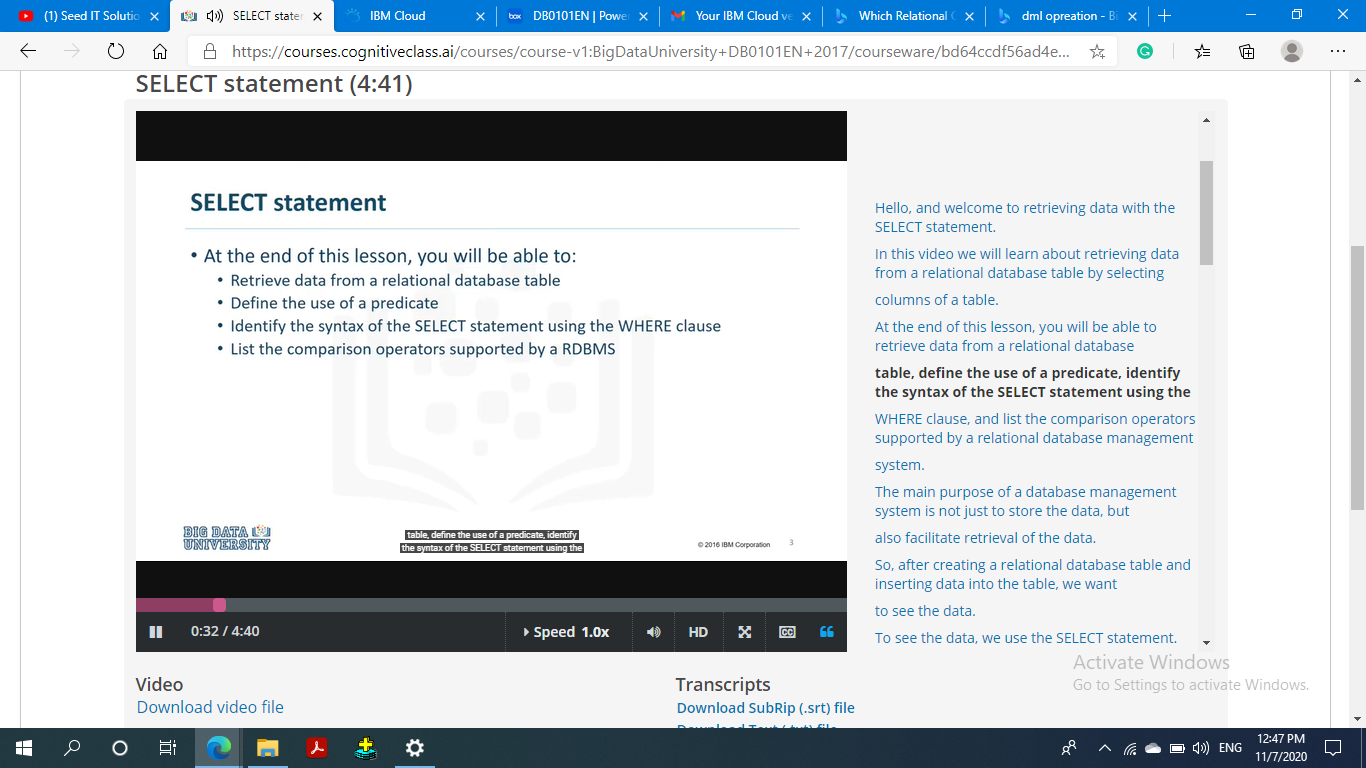 (1) Seed IT Solutio
SELECT stater
IBM Cloud
box
DB0101EN | Powe
Your IBM Cloud ve
Which Relational C
dml opreation - Bi
https://courses.cognitiveclass.ai/courses/course-v1:BigDataUniversity+DB0101EN+2017/courseware/bd64ccdf56ad4e...
SELECT statement (4:41)
SELECT statement
• At the end of this lesson, you will be able to:
• Retrieve data from a relational database table
• Define the use of a predicate
• Identify the syntax of the SELECT statement using the WHERE clause
• List the comparison operators supported by a RDBMS
BIG DATA
UNIVERSITY
table, define the use of a predicate, identify
the syntax of the SELECT statement using the
© 2016 IBM Corporation
3
0:32 / 4:40
Speed 1.0x
HD
CC
Hello, and welcome to retrieving data with the
SELECT statement.
In this video we will learn about retrieving data
from a relational database table by selecting
columns of a table.
At the end of this lesson, you will be able to
retrieve data from a relational database
table, define the use of a predicate, identify
the syntax of the SELECT statement using the
WHERE clause, and list the comparison operators
supported by a relational database management
system.
The main purpose of a database management
system is not just to store the data, but
also facilitate retrieval of the data.
So, after creating a relational database table and
inserting data into the table, we want
to see the data.
To see the data, we use the SELECT statement.
Activate Windows
Go to Settings to activate Windows.
Video
Download video file
Transcripts
Download SubRip (.srt) file
Download Text (.txt) file
ENG
12:47 PM
11/7/2020